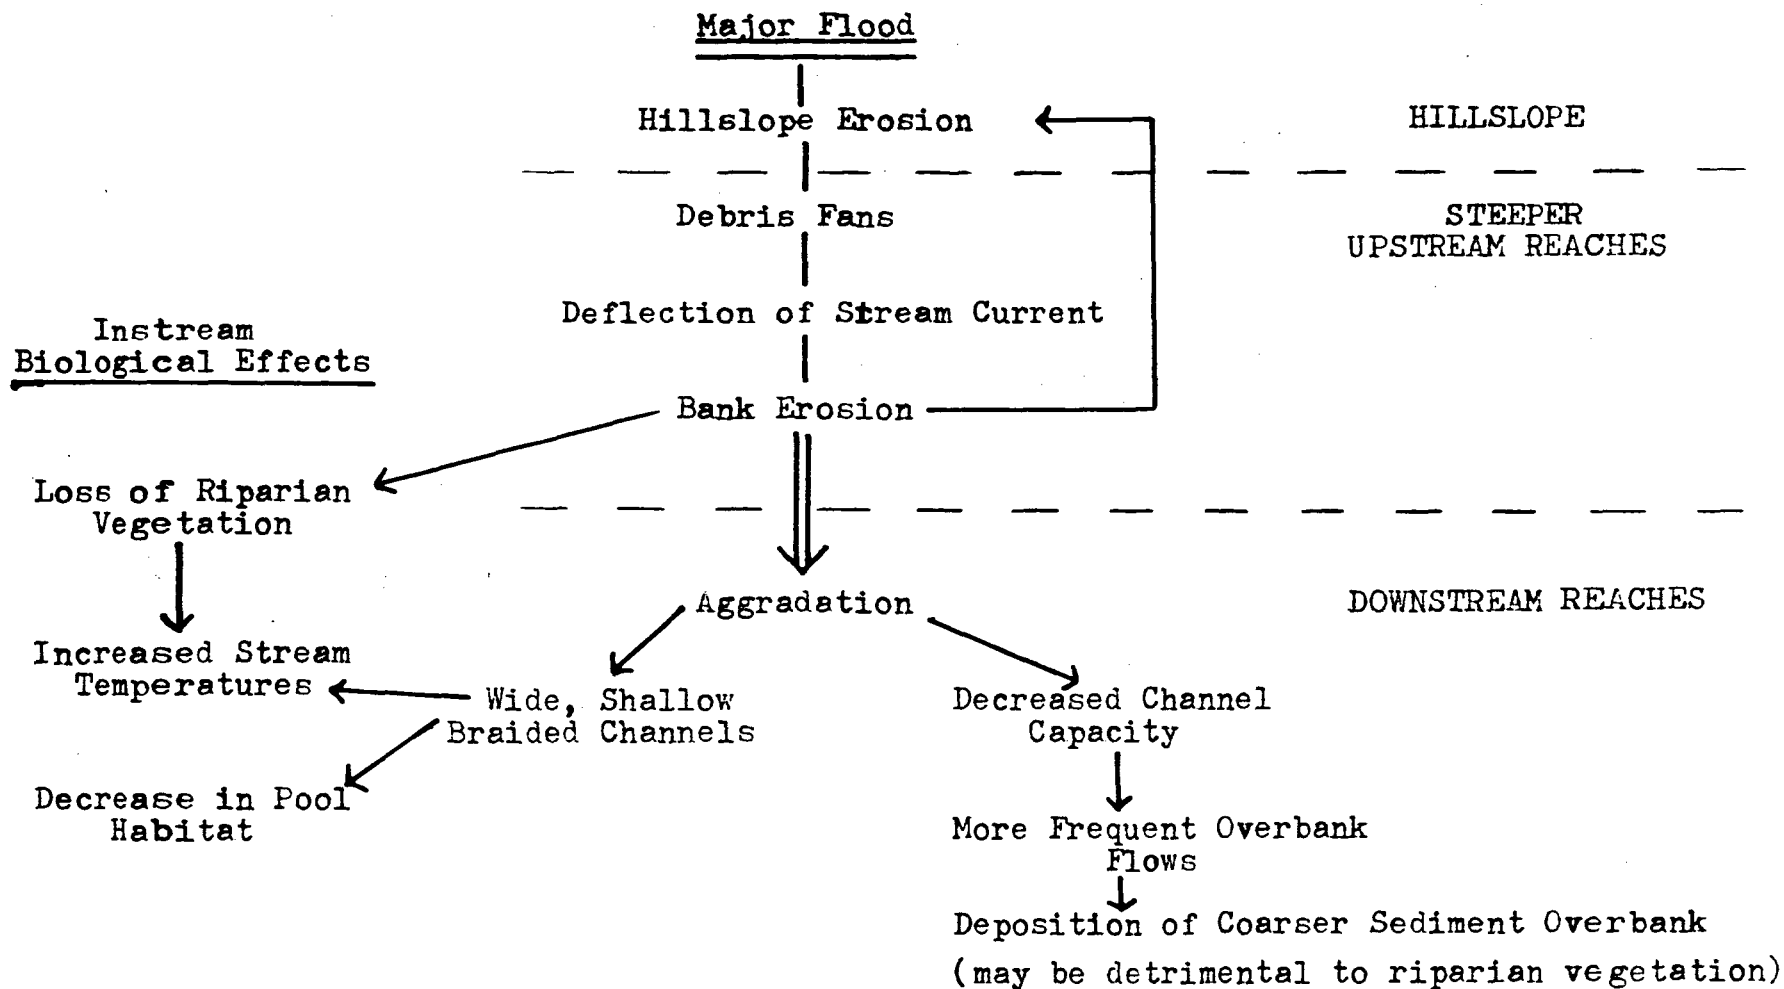 Major Flood
Hillslope Erosion
HILLSLOPE
Debris Fans
STEEPER
UPSTREAM REACHES
Deflection of Stream Current
Instream
Biological Effects
Bank Erosion
Loss of Riparian
Vegetation
Aggradation
DOWNSTREAM REACHES
Increased Stream
Temperatures
Wide, Shallow
Braided Channels
Decreased Channel
Capacity
Decrease in Pool
Habitat
More Frequent Overbank
Flows
Deposition of Coarser Sediment Overbank
(may be detrimental to riparian vegetation)